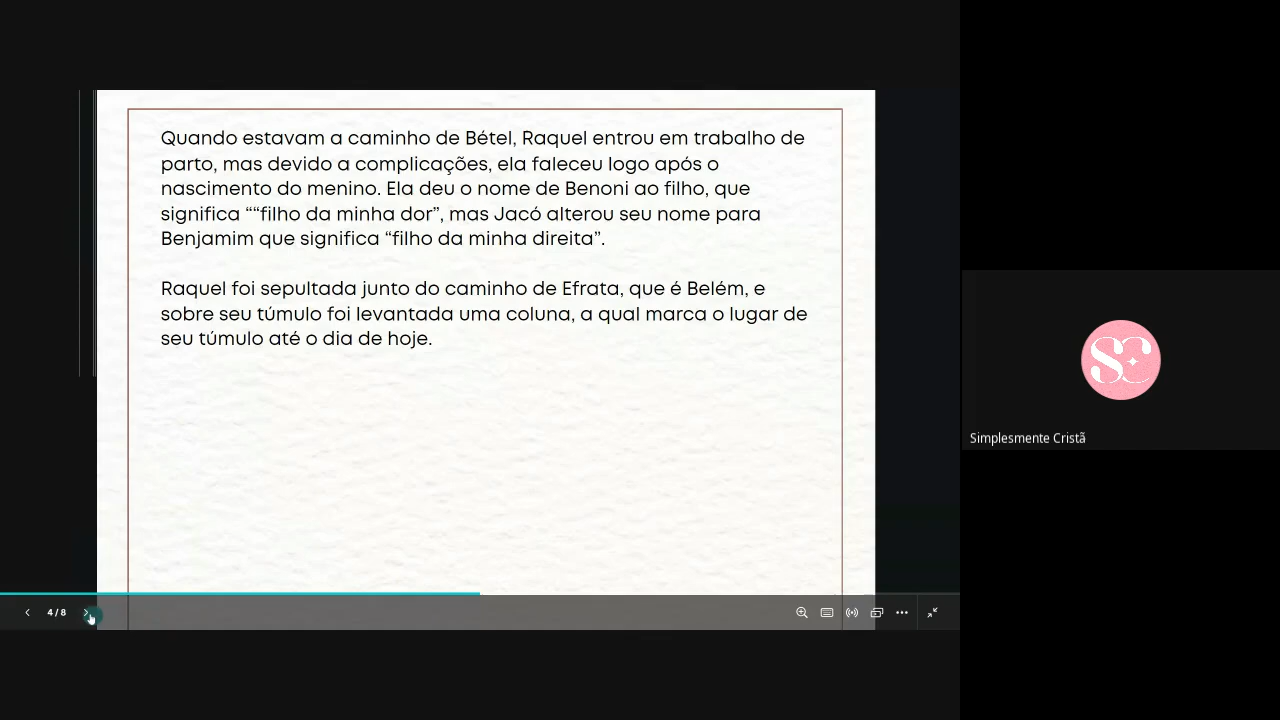 Quando estavam a caminho de Bétel, Raquel entrou em trabalho de
parto, mas devido a complicações, ela faleceu logo após o
nascimento do menino. Ela deu o nome de Benoni ao filho, que
significa ““filho da minha dor”, mas Jacó alterou seu nome para
Benjamim que significa “filho da minha direita”.
Raquel foi sepultada junto do caminho de Efrata, que é Belém, e
sobre seu túmulo foi levantada uma coluna, a qual marca o lugar de
seu túmulo até o dia de hoje.
4 / 8
SC
Simplesmente Cristã